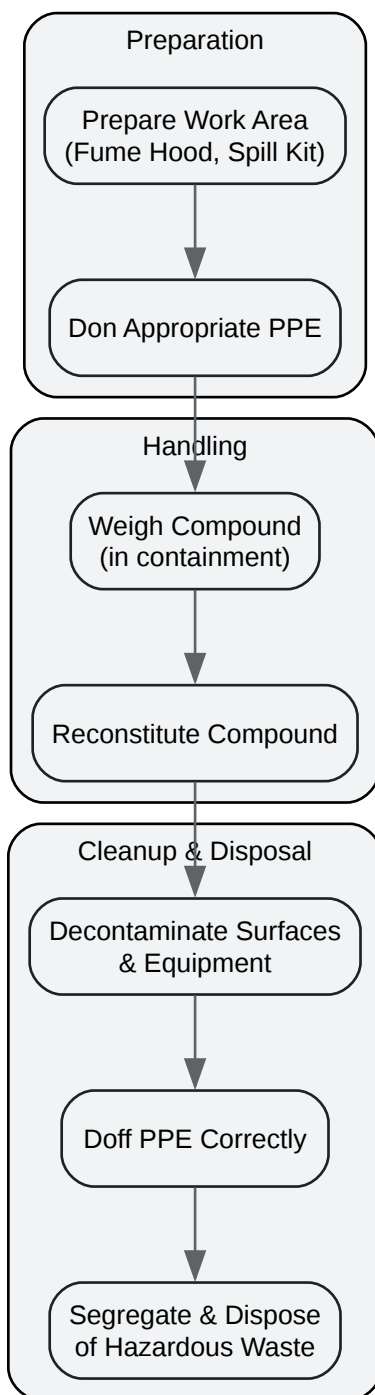 Preparation
Prepare Work Area
(Fume Hood, Spill Kit)
Don Appropriate PPE
Handling
Weigh Compound
(in containment)
Reconstitute Compound
Cleanup & Disposal
Decontaminate Surfaces
& Equipment
Doff PPE Correctly
Segregate & Dispose
of Hazardous Waste